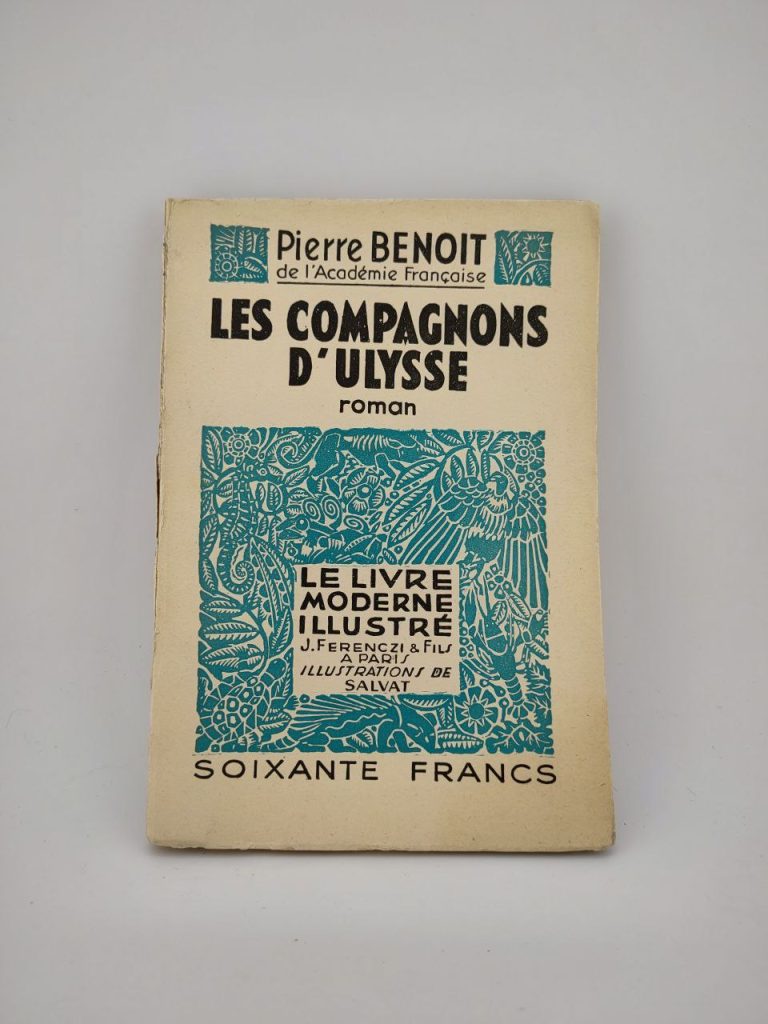 Pierre BENOIT
de l'Académie Française
LES COMPAGNONS
D'ULYSSE
roman
LE LIVRE
MODERNE
ILLUSTRÉ
J. FERENCZI & FILS
A PARIS
ILLUSTRATIONS DE
SALVAT
SOIXANTE FRANCS